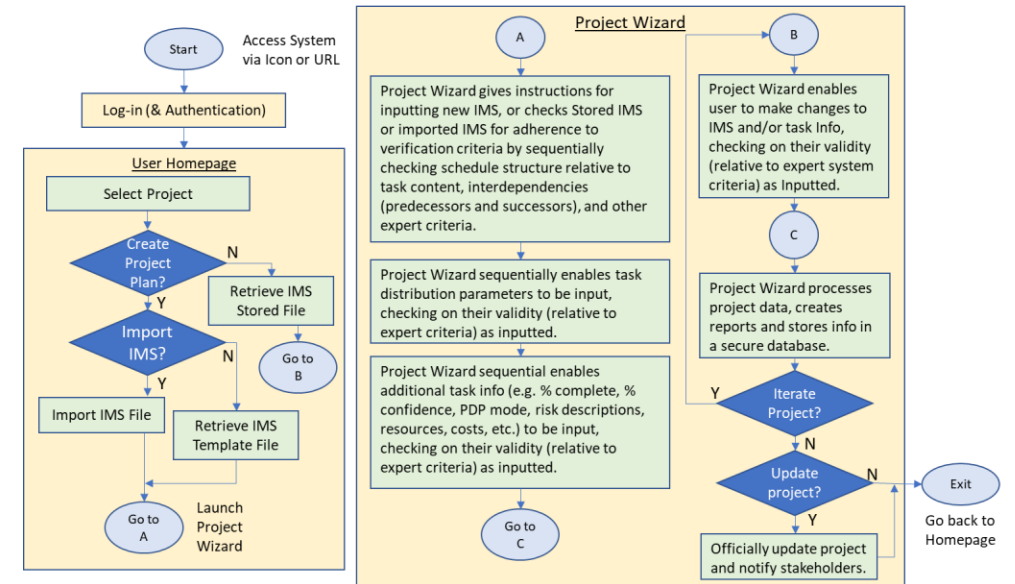 Start
Access System
via Icon or URL
Log-in (& Authentication)
User Homepage
Select Project
Create
Project
Plan?
N
Y
Retrieve IMS
Stored File
Import
IMS?
N
Y
Go to
B
Import IMS File
Retrieve IMS
Template File
Go to
A
Launch
Project
Wizard
Project Wizard
A
Project Wizard gives instructions for
inputting new IMS, or checks Stored IMS
or imported IMS for adherence to
verification criteria by sequentially
checking schedule structure relative to
task content, interdependencies
(predecessors and successors), and other
expert criteria.
Project Wizard sequentially enables task
distribution parameters to be input,
checking on their validity (relative to
expert criteria) as inputted.
Project Wizard sequential enables
additional task info (e.g. % complete, %
confidence, PDP mode, risk descriptions,
resources, costs, etc.) to be input,
checking on their validity (relative to
expert criteria) as inputted.
Go to
C
B
Project Wizard enables
user to make changes to
IMS and/or task Info,
checking on their validity
(relative to expert system
criteria) as Inputted.
C
Project Wizard processes
project data, creates
reports and stores info in
a secure database.
Y
Iterate
Project?
N
Update
project?
N
Y
Officially update project
and notify stakeholders.
Exit
Go back to
Homepage